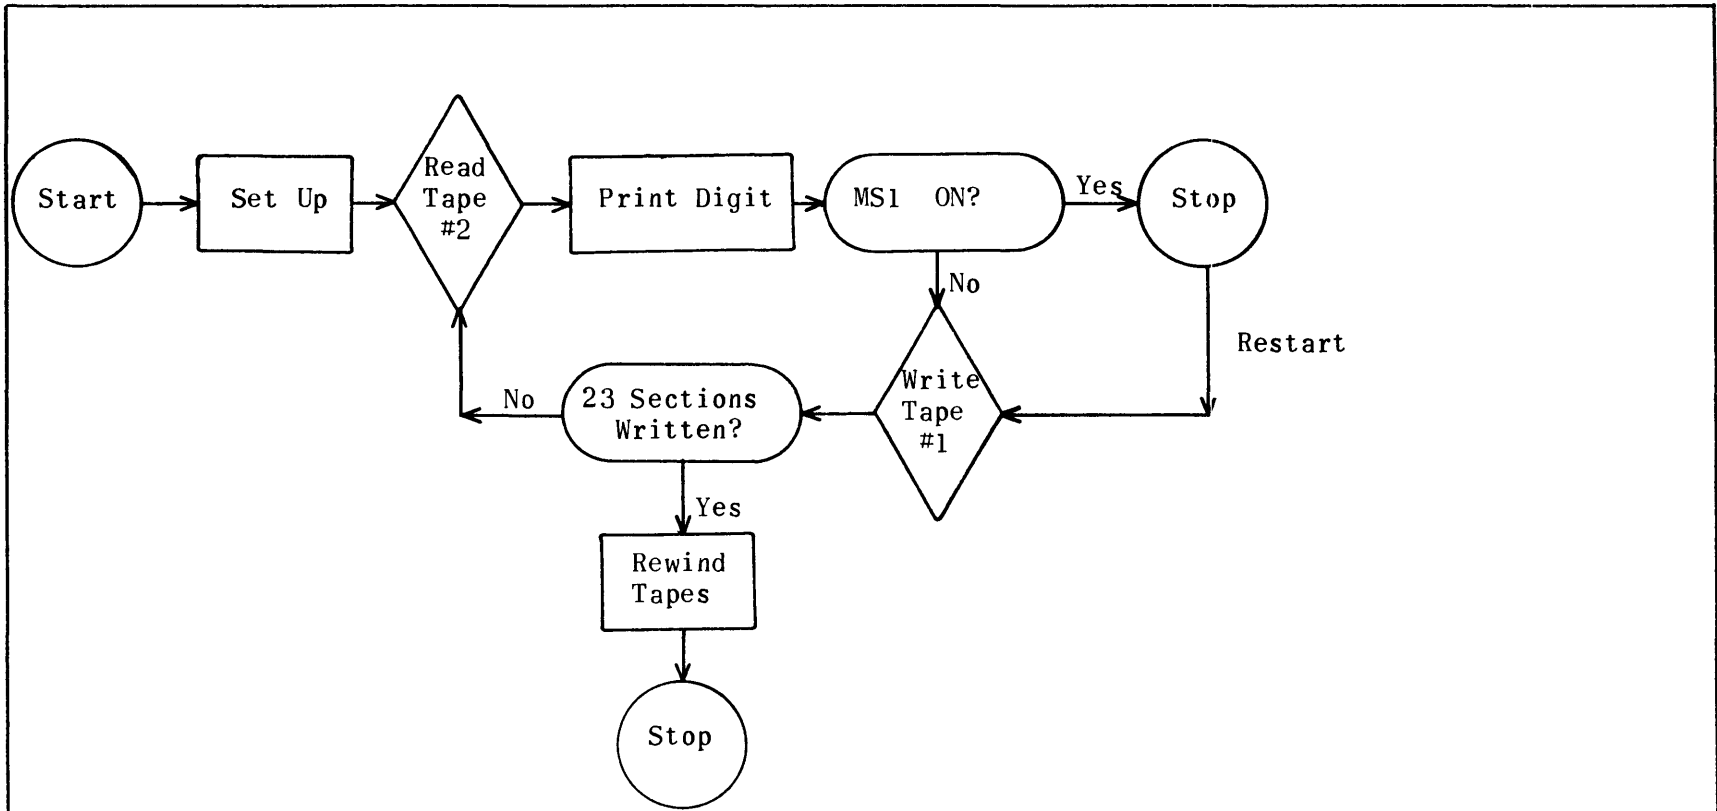 Start
Set Up
Read
Tape
#2
Print Digit
MS1 ON?
Yes
Stop
No
Restart
Write
Tape
#1
23 Sections
Written?
No
Yes
Rewind
Tapes
Stop